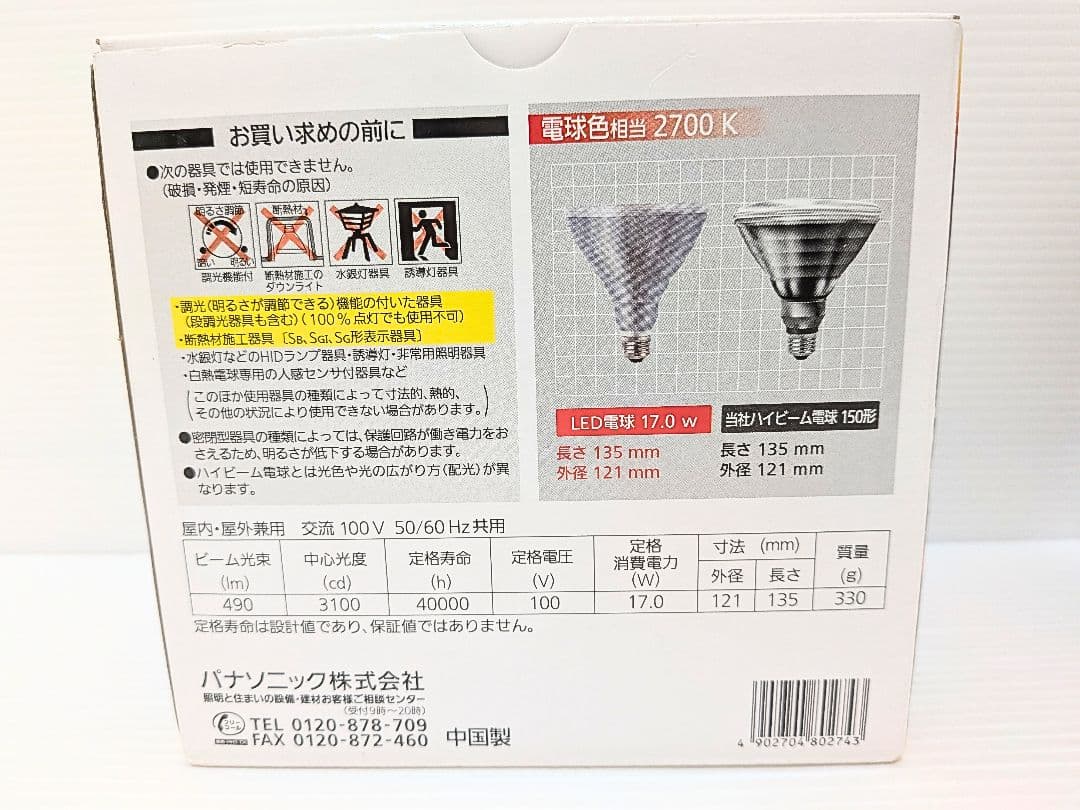 お買い求めの前に
●次の器具では使用できません。
(破損・発煙・短寿命の原因)
明るさ調節
暗い 明るい
断熱材
調光機能付
断熱材施工の
ダウンライト
水銀灯器具
誘導灯器具
・調光(明るさが調節できる)機能の付いた器具
(段調光器具も含む)(100%点灯でも使用不可)
・断熱材施工器具 [SB、SGI、SG形表示器具]
・水銀灯などのHIDランプ器具・誘導灯・非常用照明器具
・白熱電球専用の人感センサ付器具など
(このほか使用器具の種類によって寸法的、熱的、
その他の状況により使用できない場合があります。)
●密閉型器具の種類によっては、保護回路が働き電力をお
さえるため、明るさが低下する場合があります。
●ハイビーム電球とは光色や光の広がり方(配光)が異
なります。
電球色相当 2700 K
LED電球 17.0 W
長さ 135 mm
外径 121 mm
当社ハイビーム電球 150形
長さ 135 mm
外径 121 mm
屋内・屋外兼用 交流 100 V 50/60 Hz 共用
ビーム光束 (lm) 中心光度 (cd) 定格寿命 (h) 定格電圧 (V) 定格消費電力 (W) 寸法 (mm) 外径 長さ 質量 (g)
490 3100 40000 100 17.0 121 135 330
定格寿命は設計値であり、保証値ではありません。
パナソニック株式会社
照明と住まいの設備・建材お客様ご相談センター
(受付9時〜20時)
フリーコール
TEL 0120-878-709
FAX 0120-872-460 中国製
4 902704 802743